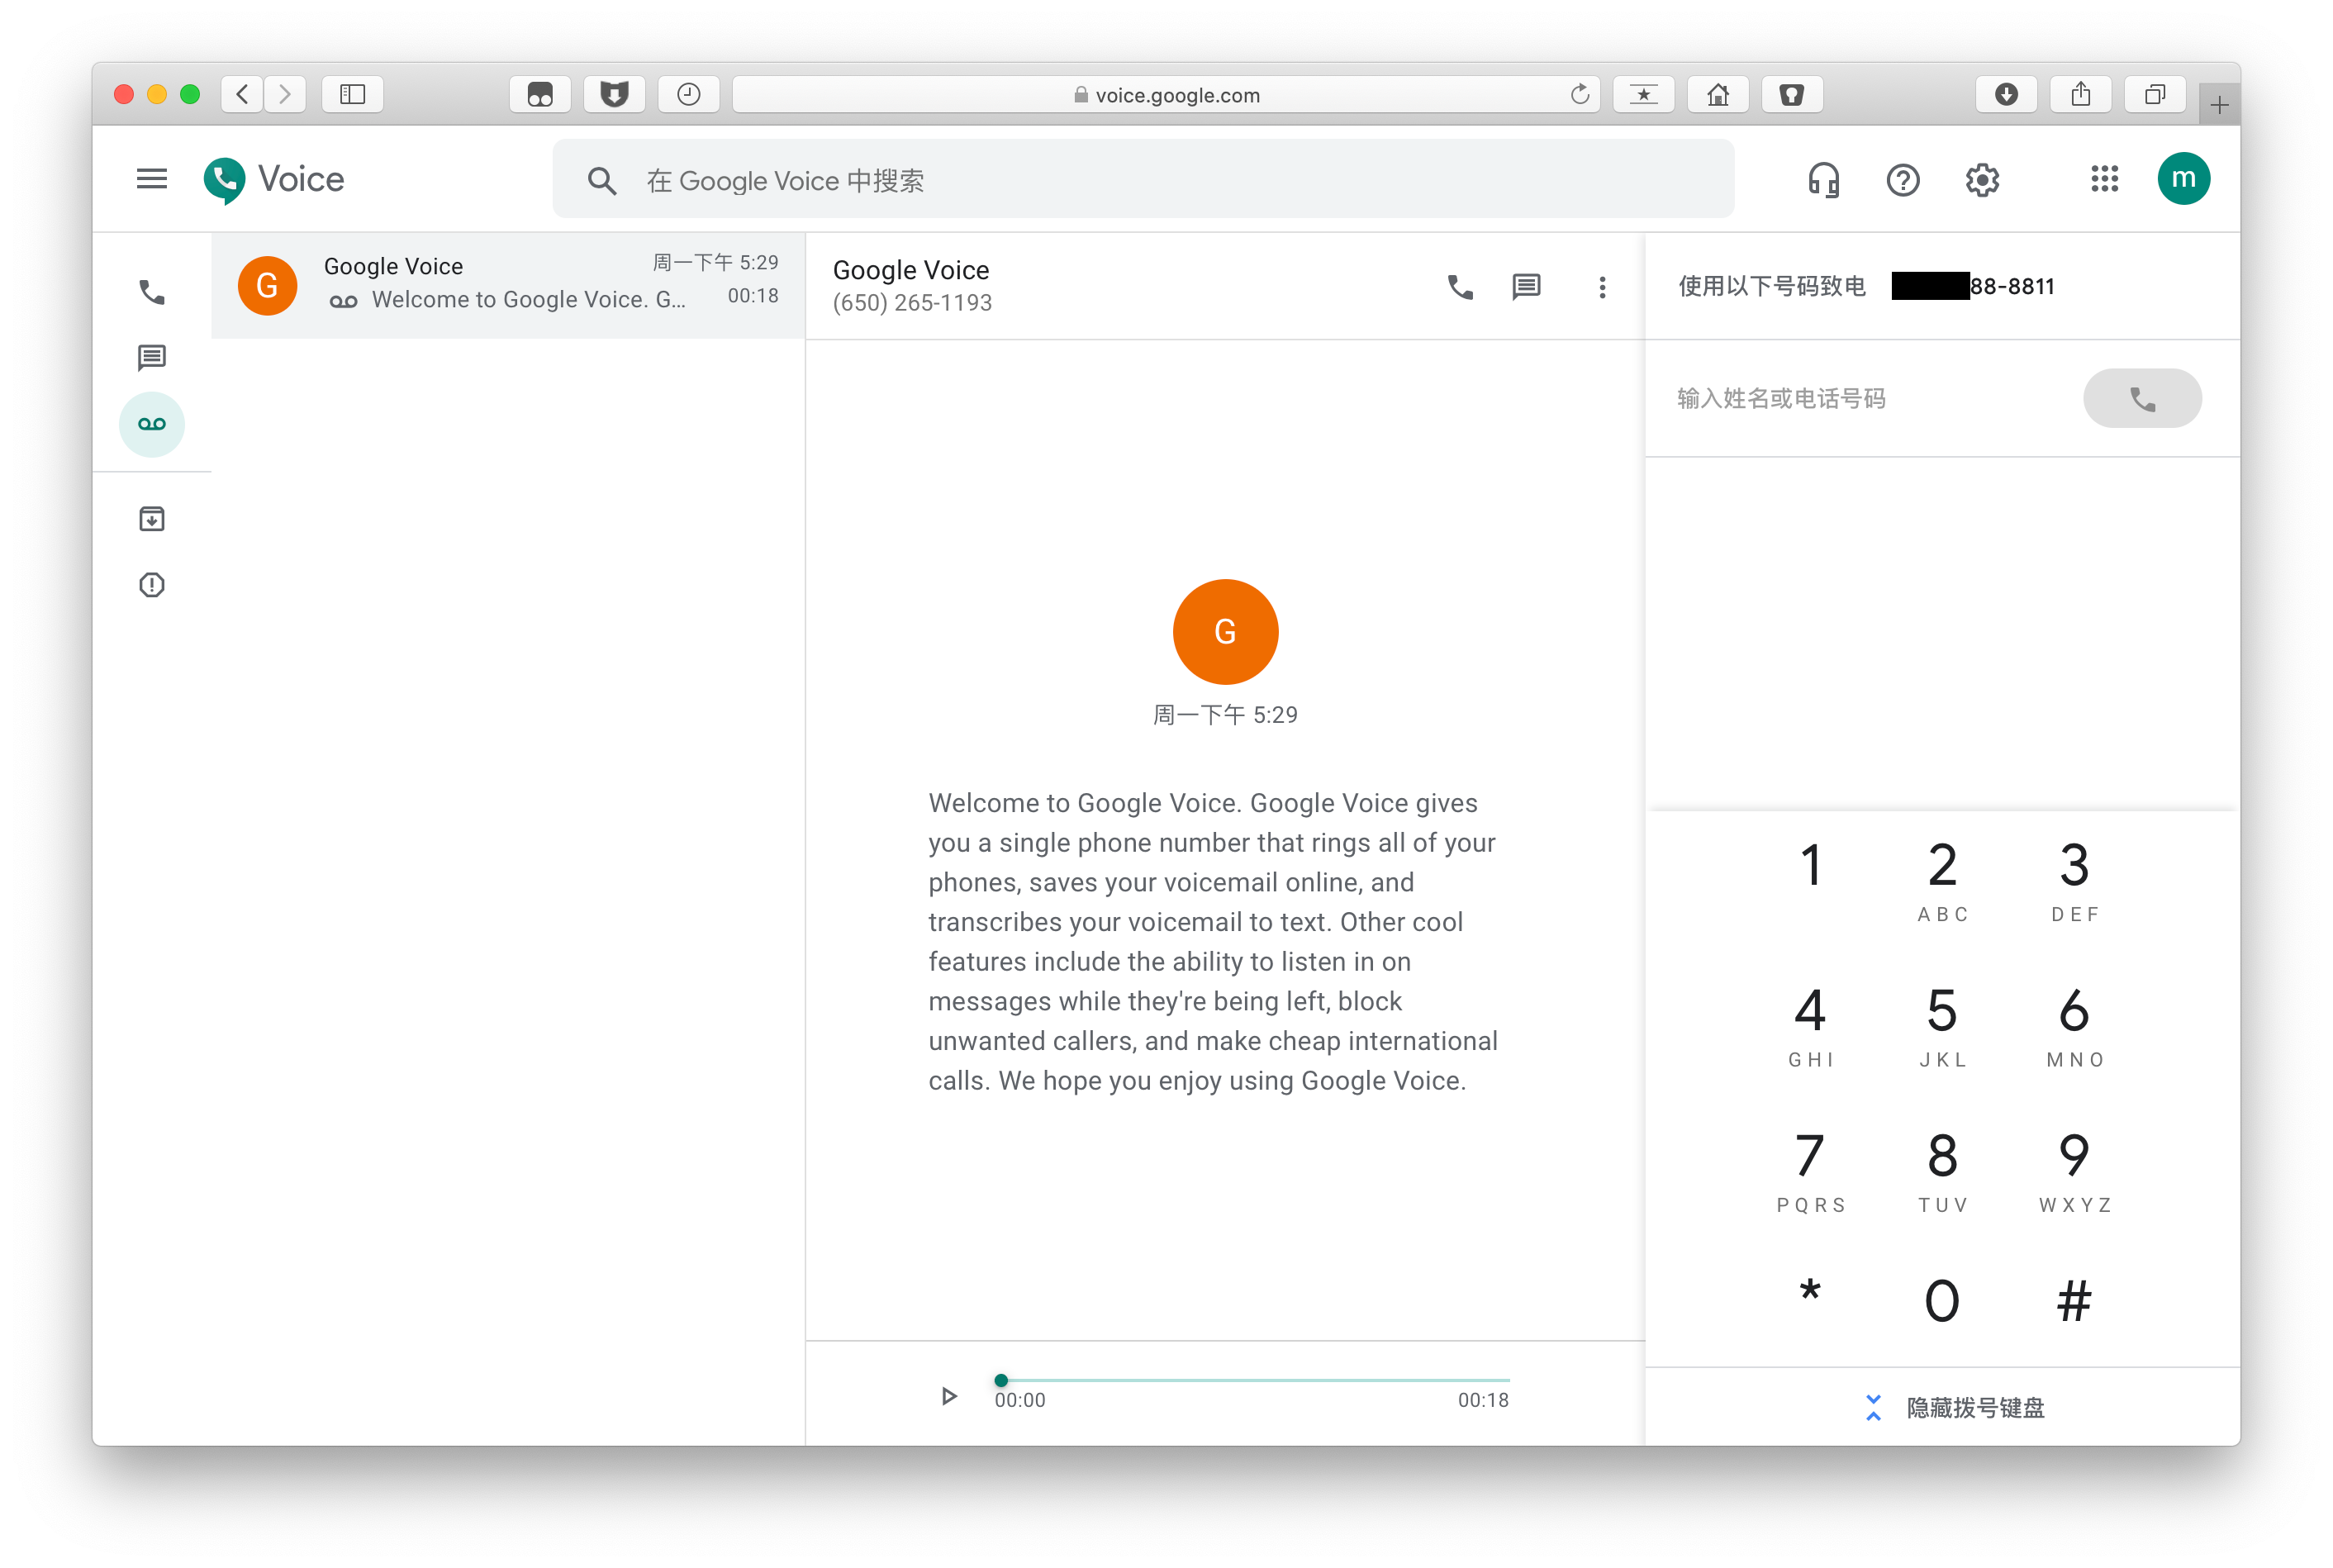 voice.google.com
Voice
在 Google Voice 中搜索
m
G
Google Voice
周一下午 5:29
Welcome to Google Voice. G...
00:18
Google Voice
(650) 265-1193
使用以下号码致电 88-8811
输入姓名或电话号码
G
周一下午 5:29
Welcome to Google Voice. Google Voice gives
you a single phone number that rings all of your
phones, saves your voicemail online, and
transcribes your voicemail to text. Other cool
features include the ability to listen in on
messages while they're being left, block
unwanted callers, and make cheap international
calls. We hope you enjoy using Google Voice.
00:00
00:18
1 2 3
ABC DEF
4 5 6
GHI JKL MNO
7 8 9
PQRS TUV WXYZ
* 0 #
隐藏拨号键盘